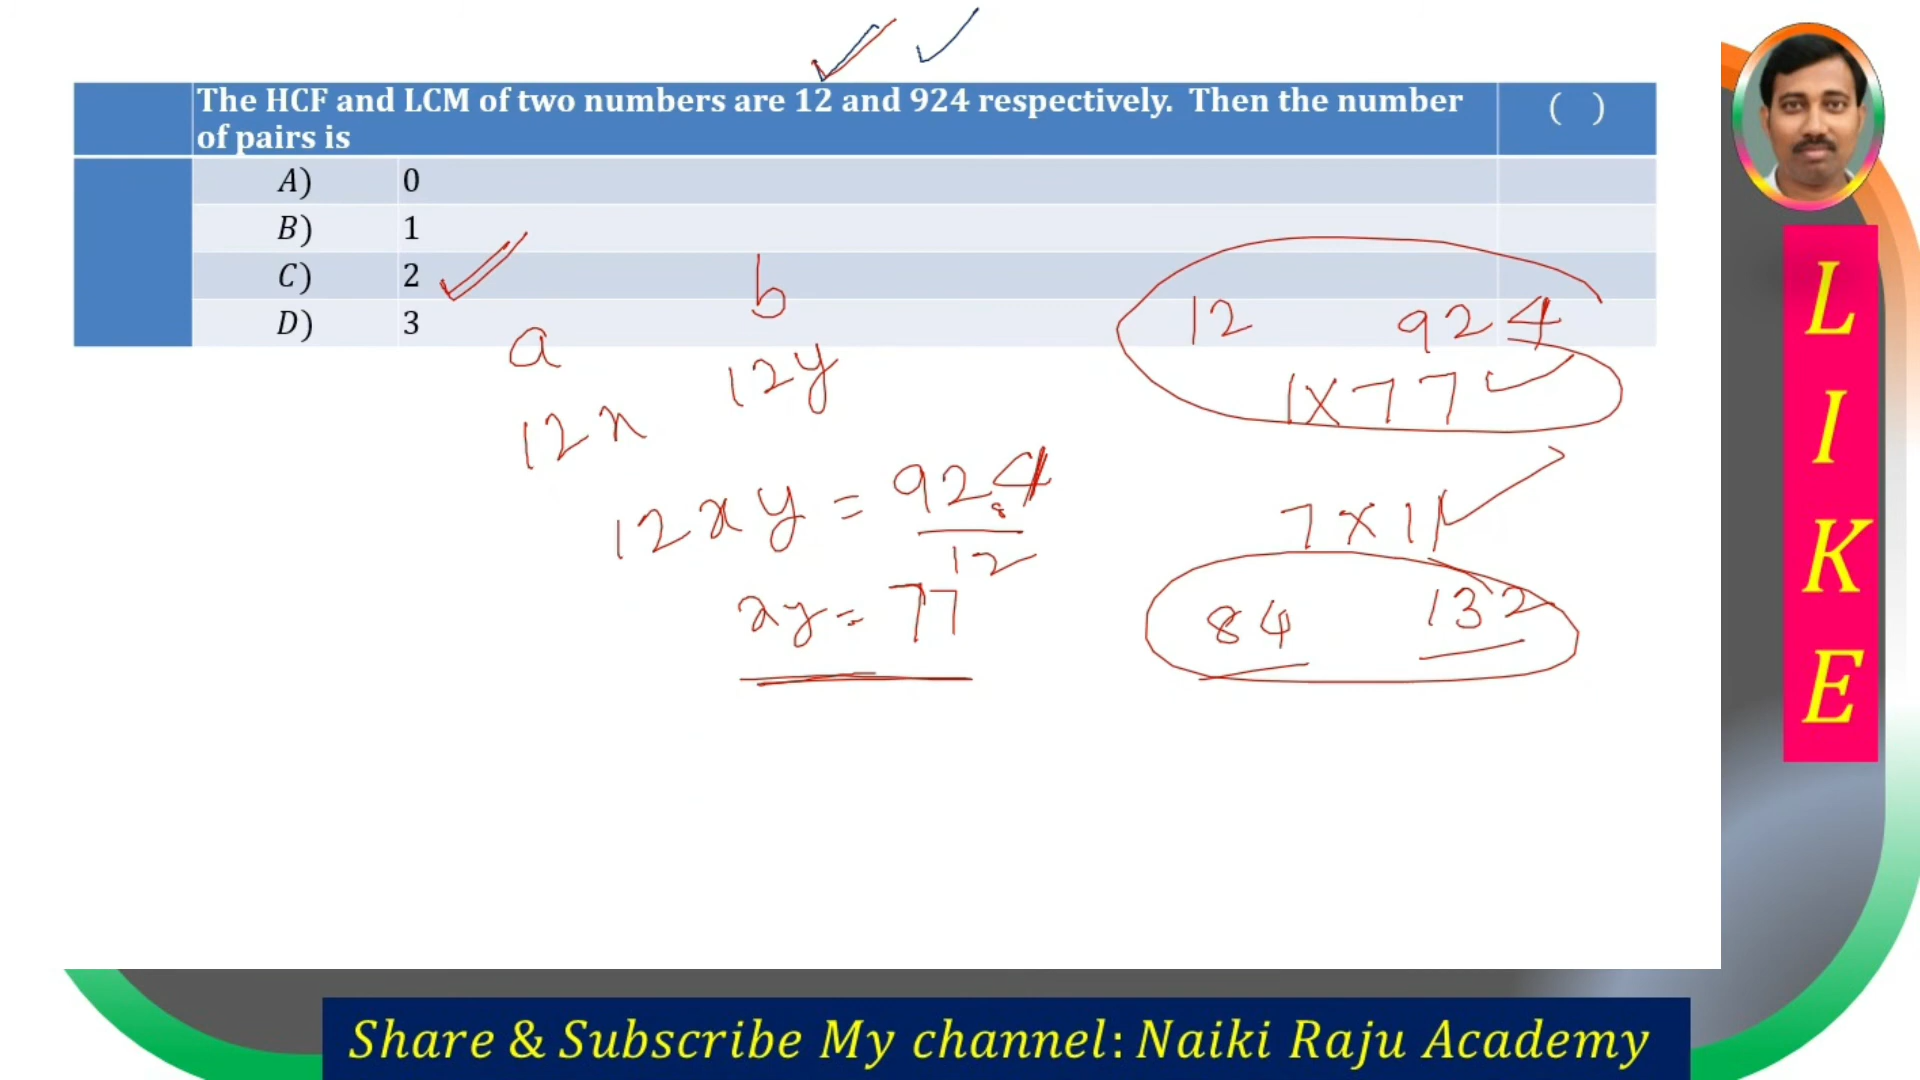 The HCF and LCM of two numbers are 12 and 924 respectively. Then the number of pairs is ( )
A) 0
B) 1
C) 2
D) 3
a b
12x 12y
12xy = 924
12
xy = 77
12 924
1x77
7x11
84 132
L
I
K
E
Share & Subscribe My channel: Naiki Raju Academy